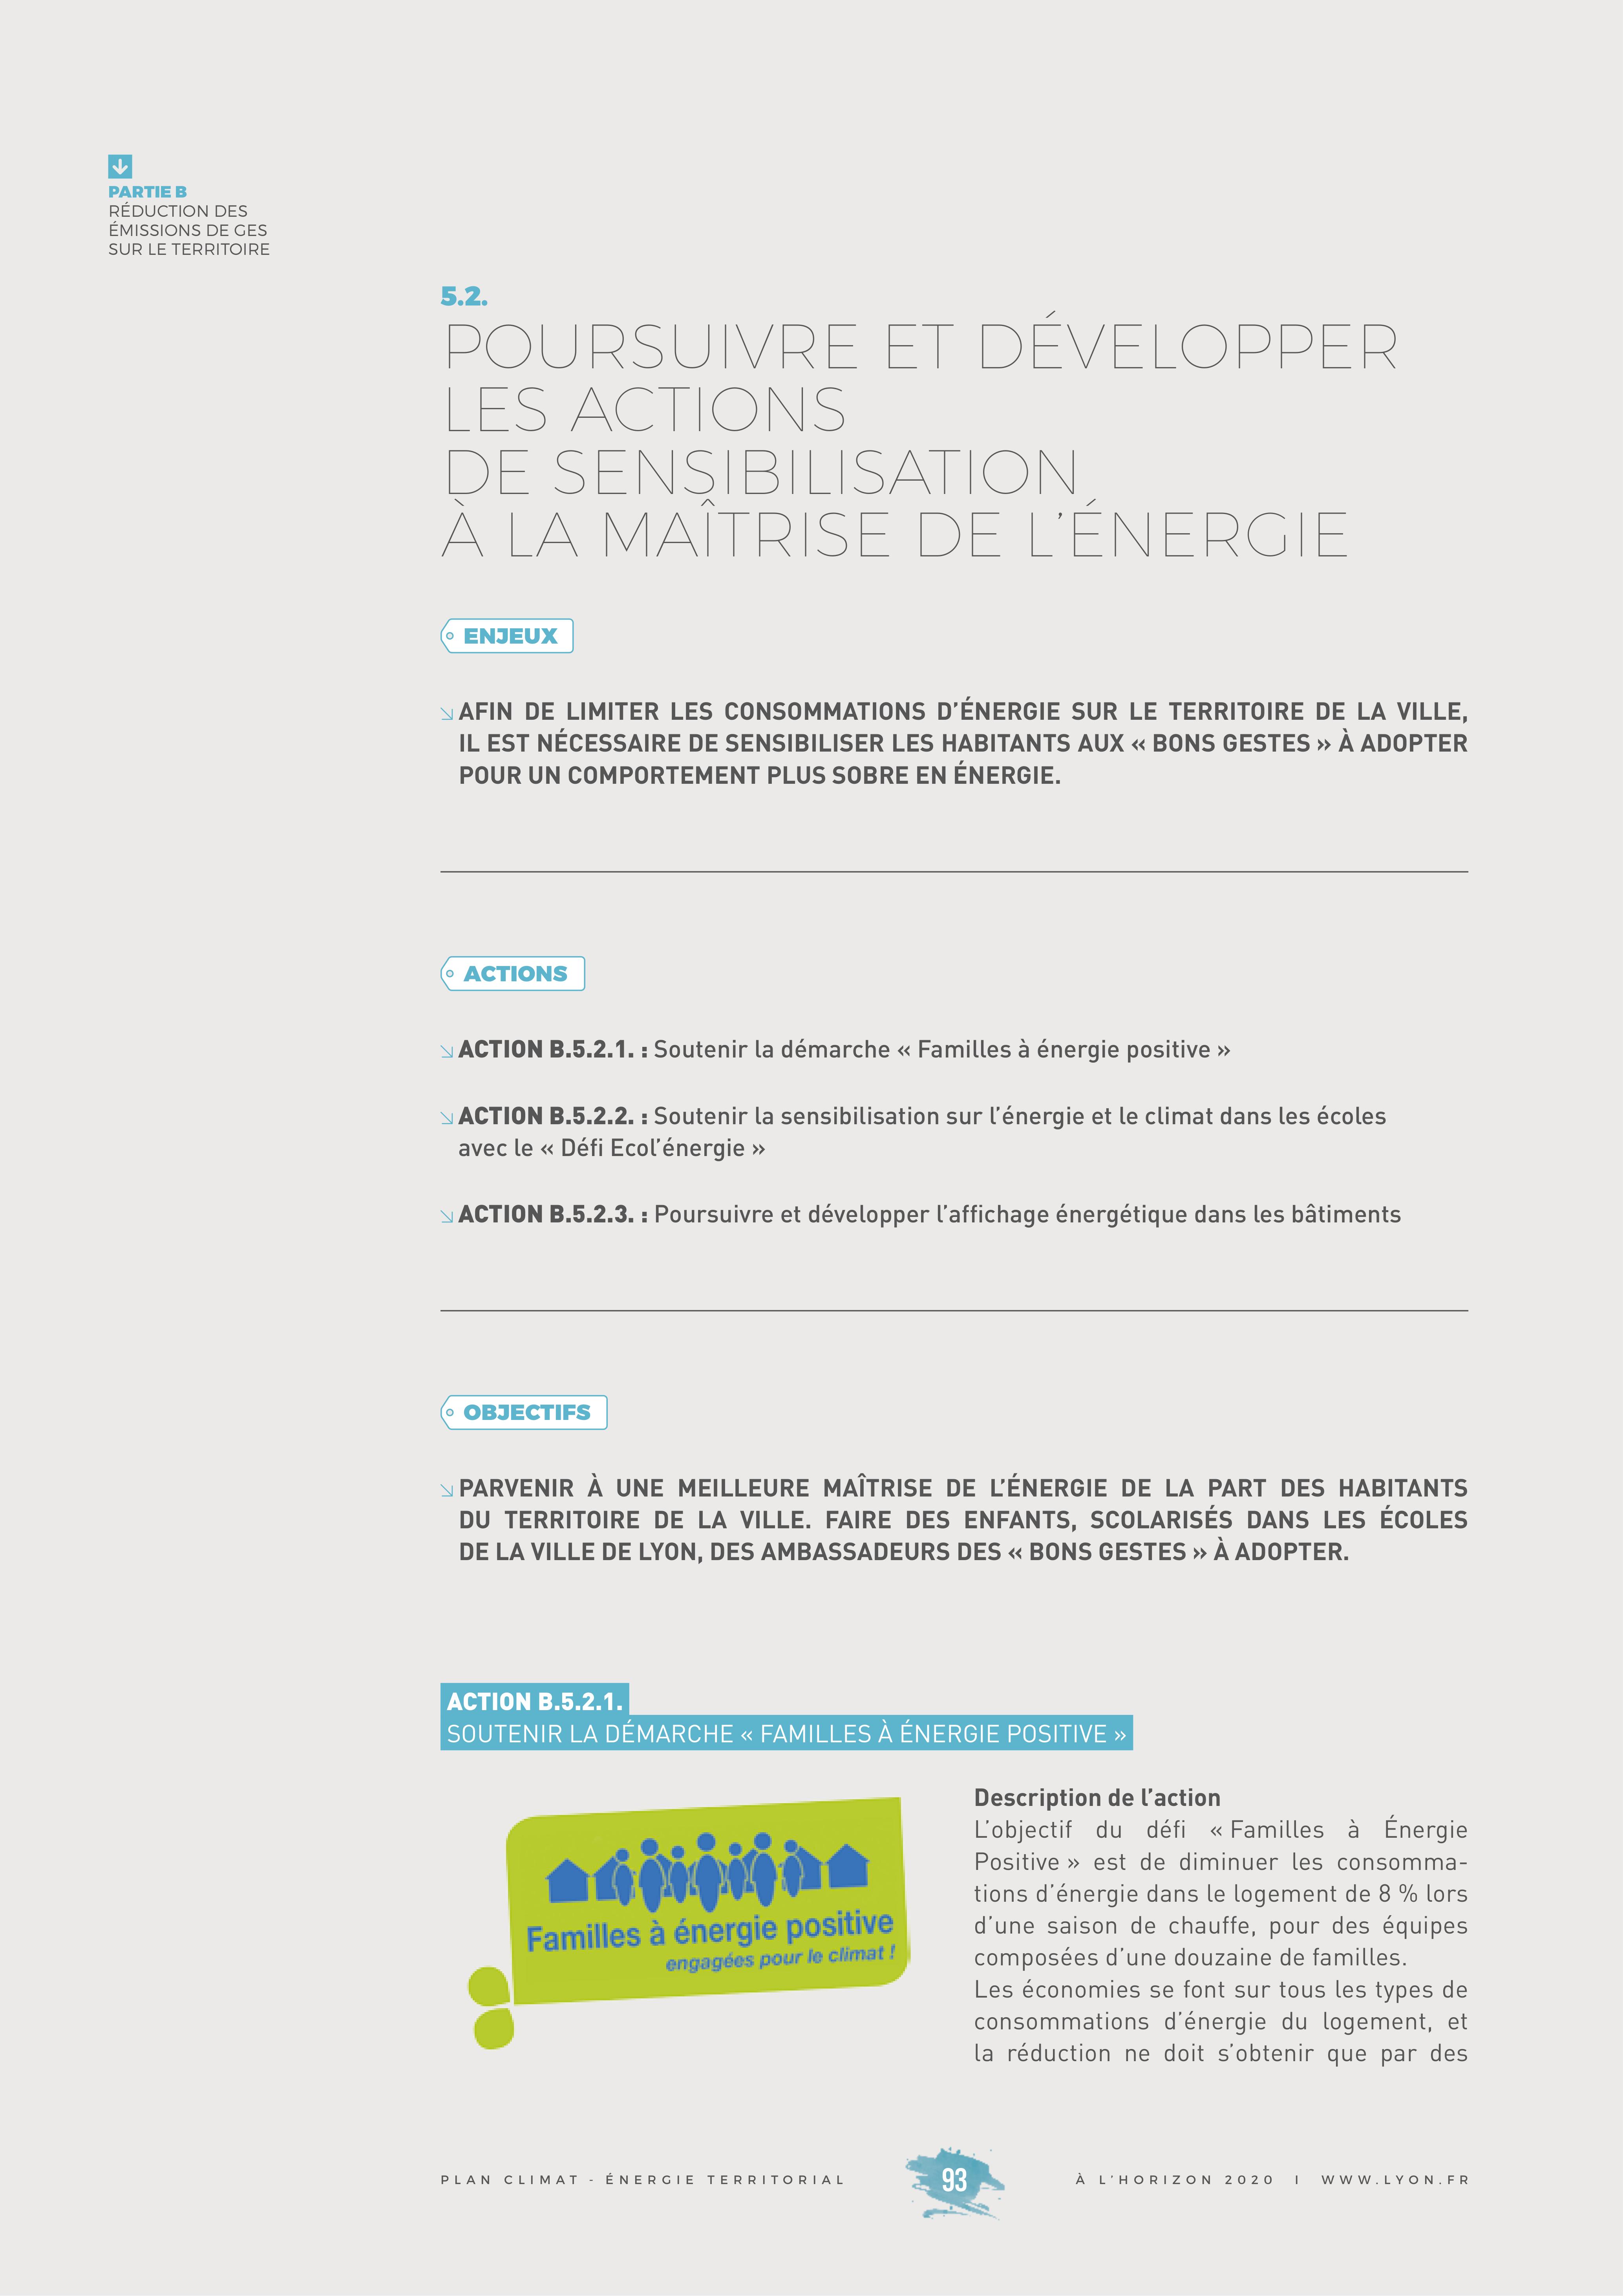 PARTIE B
RÉDUCTION DES
ÉMISSIONS DE GES
SUR LE TERRITOIRE
5.2.
POURSUIVRE ET DÉVELOPPER
LES ACTIONS
DE SENSIBILISATION
À LA MAÎTRISE DE L’ÉNERGIE
ENJEUX
AFIN DE LIMITER LES CONSOMMATIONS D’ÉNERGIE SUR LE TERRITOIRE DE LA VILLE,
IL EST NÉCESSAIRE DE SENSIBILISER LES HABITANTS AUX « BONS GESTES » À ADOPTER
POUR UN COMPORTEMENT PLUS SOBRE EN ÉNERGIE.
ACTIONS
ACTION B.5.2.1. : Soutenir la démarche « Familles à énergie positive »
ACTION B.5.2.2. : Soutenir la sensibilisation sur l’énergie et le climat dans les écoles
avec le « Défi Ecol’énergie »
ACTION B.5.2.3. : Poursuivre et développer l’affichage énergétique dans les bâtiments
OBJECTIFS
PARVENIR À UNE MEILLEURE MAÎTRISE DE L’ÉNERGIE DE LA PART DES HABITANTS
DU TERRITOIRE DE LA VILLE. FAIRE DES ENFANTS, SCOLARISÉS DANS LES ÉCOLES
DE LA VILLE DE LYON, DES AMBASSADEURS DES « BONS GESTES » À ADOPTER.
ACTION B.5.2.1.
SOUTENIR LA DÉMARCHE « FAMILLES À ÉNERGIE POSITIVE »
Familles à énergie positive
engagées pour le climat !
Description de l’action
L’objectif du défi « Familles à Énergie
Positive » est de diminuer les consomma-
tions d’énergie dans le logement de 8 % lors
d’une saison de chauffe, pour des équipes
composées d’une douzaine de familles.
Les économies se font sur tous les types de
consommations d’énergie du logement, et
la réduction ne doit s’obtenir que par des
PLAN CLIMAT - ÉNERGIE TERRITORIAL
93
À L’HORIZON 2020 I WWW.LYON.FR